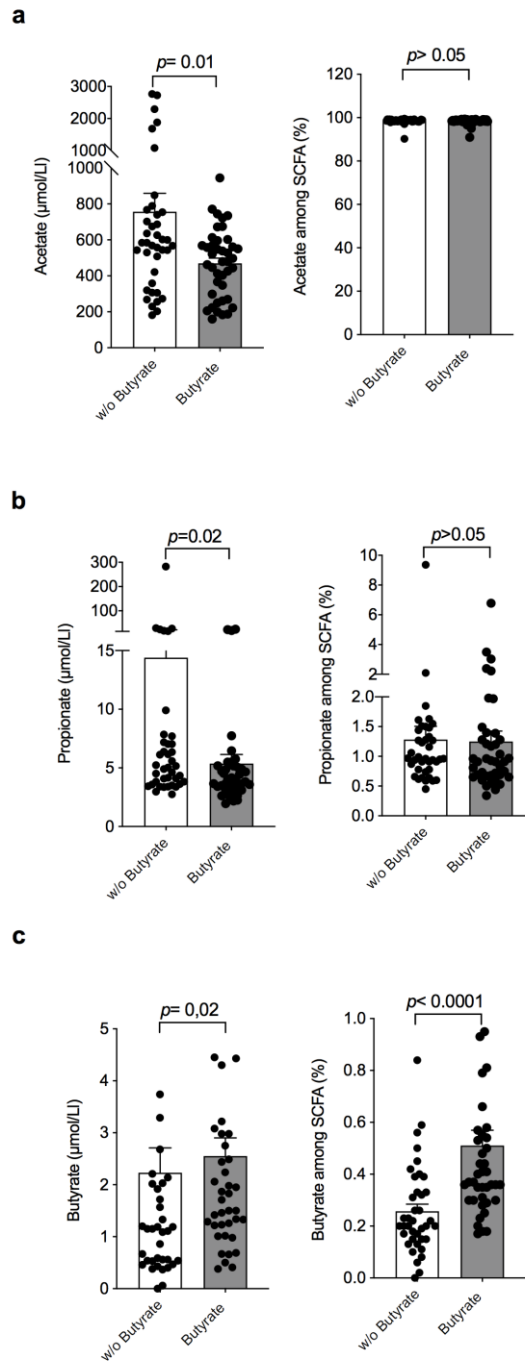 a
p= 0.01
Acetate (µmol/LI)
3000
2000
1000
800
600
400
200
0
w/o Butyrate
Butyrate
p> 0.05
Acetate among SCFA (%)
120
100
80
60
40
20
0
w/o Butyrate
Butyrate
b
p=0.02
Propionate (µmol/LI)
300
200
100
15
10
5
0
w/o Butyrate
Butyrate
p>0.05
Propionate among SCFA (%)
10
8
6
4
2
2.0
1.5
1.0
0.5
0.0
w/o Butyrate
Butyrate
c
p= 0,02
Butyrate (µmol/LI)
5
4
3
2
1
0
w/o Butyrate
Butyrate
p< 0.0001
Butyrate among SCFA (%)
1.0
0.8
0.6
0.4
0.2
0.0
w/o Butyrate
Butyrate